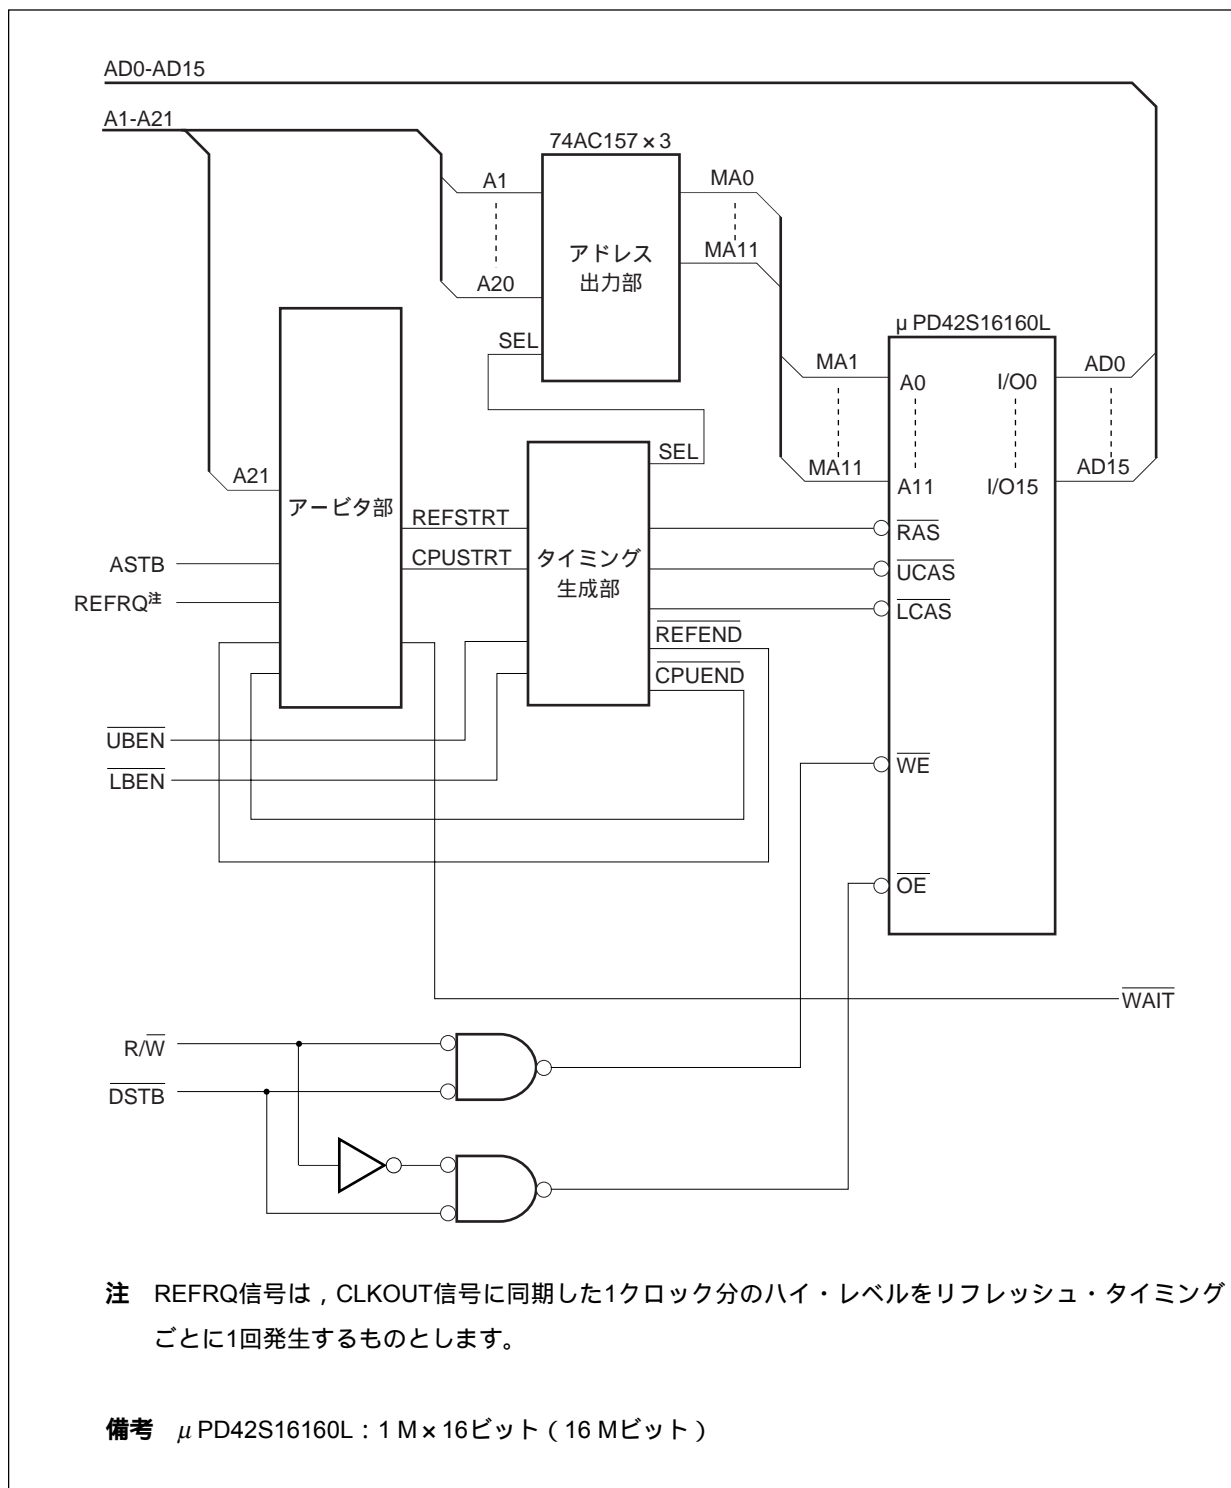 AD0-AD15
A1-A21
74AC157×3
A1
A20
SEL
アドレス
出力部
MA0
MA11
μPD42S16160L
MA1
MA11
A0
A11
I/O0
I/O15
AD0
AD15
SEL
A21
アービタ部
REFSTRT
CPUSTRT
タイミング
生成部
RAS
UCAS
LCAS
ASTB
REFRQ注
REFEND
CPUEND
UBEN
LBEN
WE
OE
WAIT
R/W
DSTB
注 REFRQ信号は，CLKOUT信号に同期した1クロック分のハイ・レベルをリフレッシュ・タイミング
ごとに1回発生するものとします。
備考 μPD42S16160L：1 M×16ビット（16 Mビット）